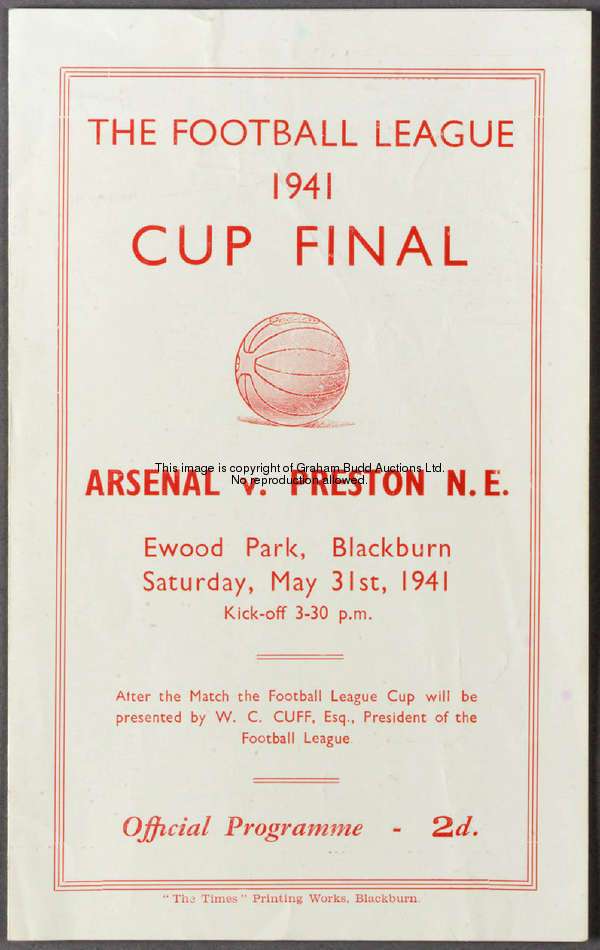 THE FOOTBALL LEAGUE
1941
CUP FINAL
This image is copyright of Graham Budd Auctions Ltd.
No reproduction allowed.
ARSENAL v. PRESTON N.E.
Ewood Park, Blackburn
Saturday, May 31st, 1941
Kick-off 3-30 p.m.
After the Match the Football League Cup will be
presented by W. C. CUFF, Esq., President of the
Football League
Official Programme - 2d.
"The Times" Printing Works, Blackburn.